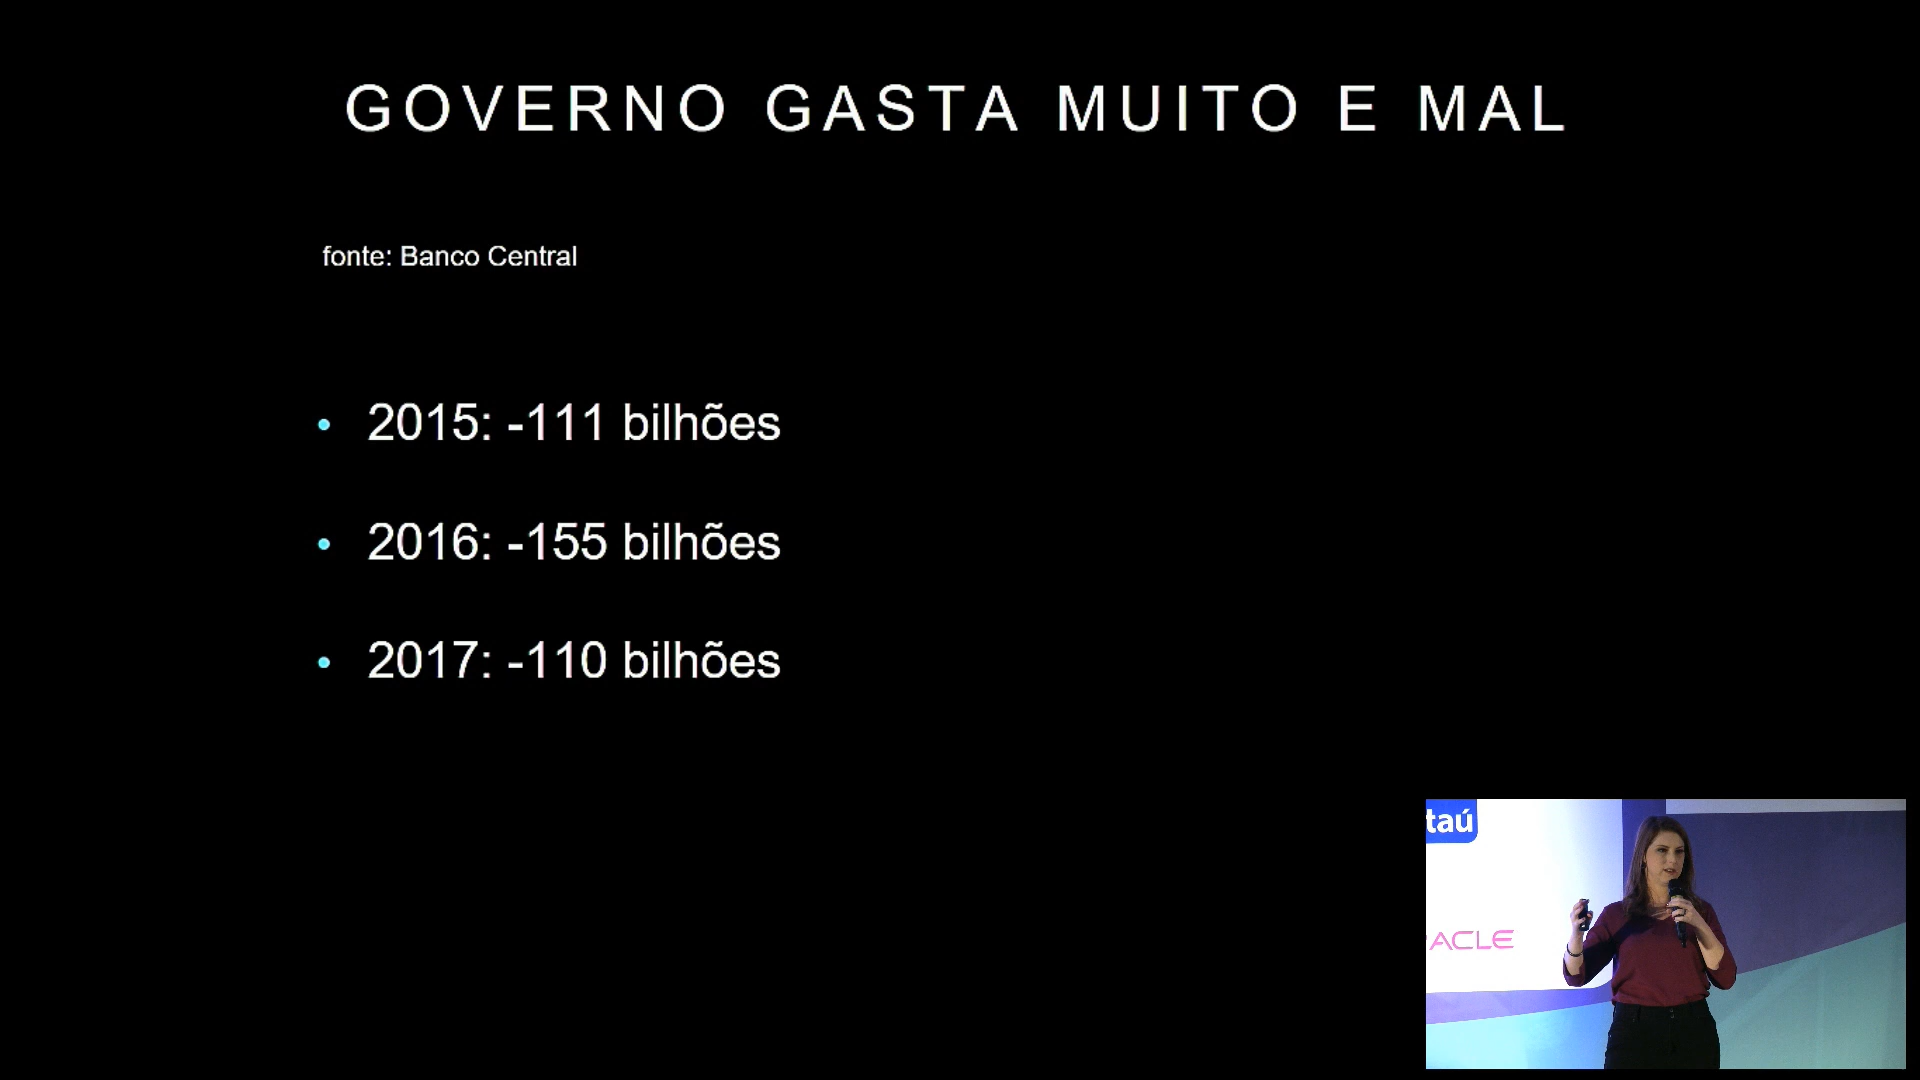 GOVERNO GASTA MUITO E MAL
fonte: Banco Central
• 2015: -111 bilhões
• 2016: -155 bilhões
• 2017: -110 bilhões
taú
ACLE